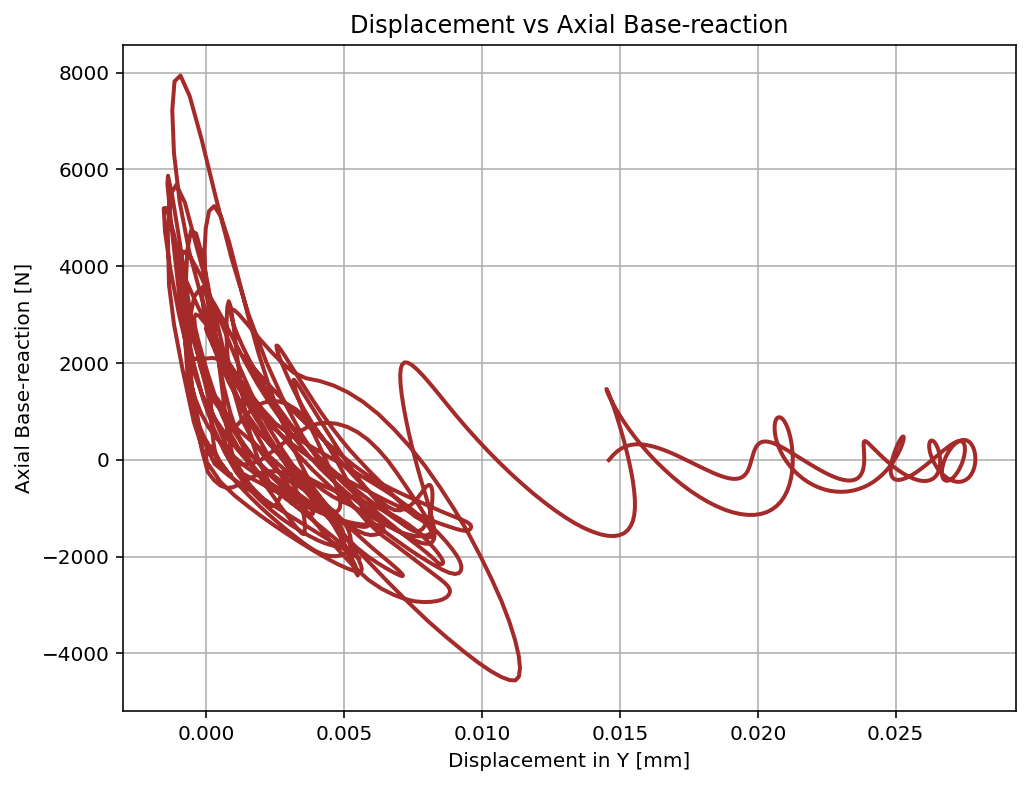 Displacement vs Axial Base-reaction
8000
6000
4000
2000
0
−2000
−4000
Axial Base-reaction [N]
0.000 0.005 0.010 0.015 0.020 0.025
Displacement in Y [mm]